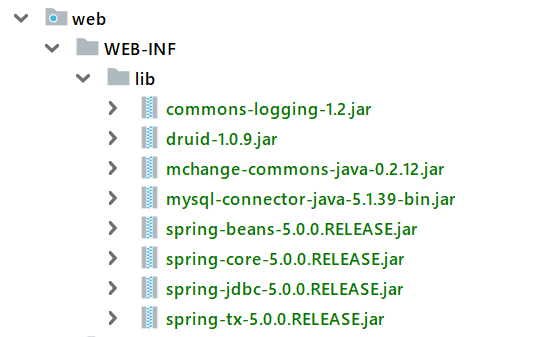 web
WEB-INF
lib
commons-logging-1.2.jar
druid-1.0.9.jar
mchange-commons-java-0.2.12.jar
mysql-connector-java-5.1.39-bin.jar
spring-beans-5.0.0.RELEASE.jar
spring-core-5.0.0.RELEASE.jar
spring-jdbc-5.0.0.RELEASE.jar
spring-tx-5.0.0.RELEASE.jar